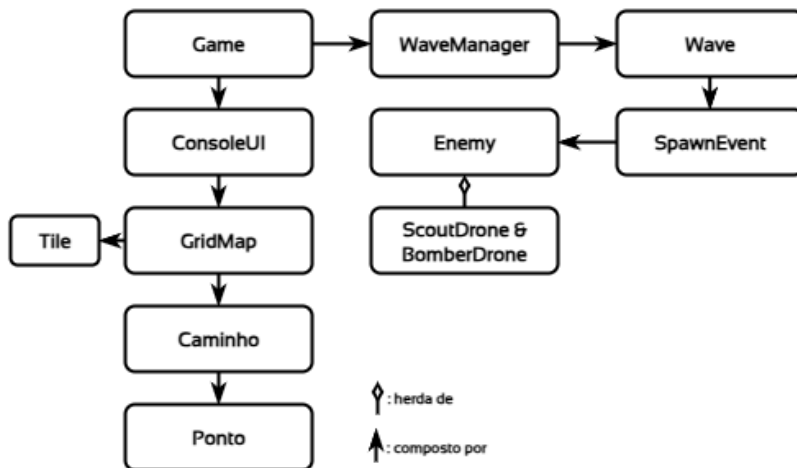 Game
WaveManager
Wave
ConsoleUI
Enemy
SpawnEvent
Tile
GridMap
ScoutDrone &
BomberDrone
Caminho
: herda de
Ponto
: composto por